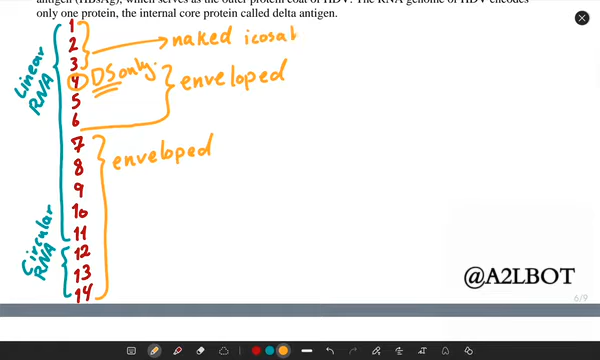 antigen (HBsAg), which serves as the outer protein coat of HDV. The RNA genome of HDV encodes
only one protein, the internal core protein called delta antigen.
1
2
3
naked icosah
4 DS only.
5
6
enveloped
7
8
9
10
11
enveloped
12
13
14
Linear RNA
Circular RNA
@A2LBOT
6/9